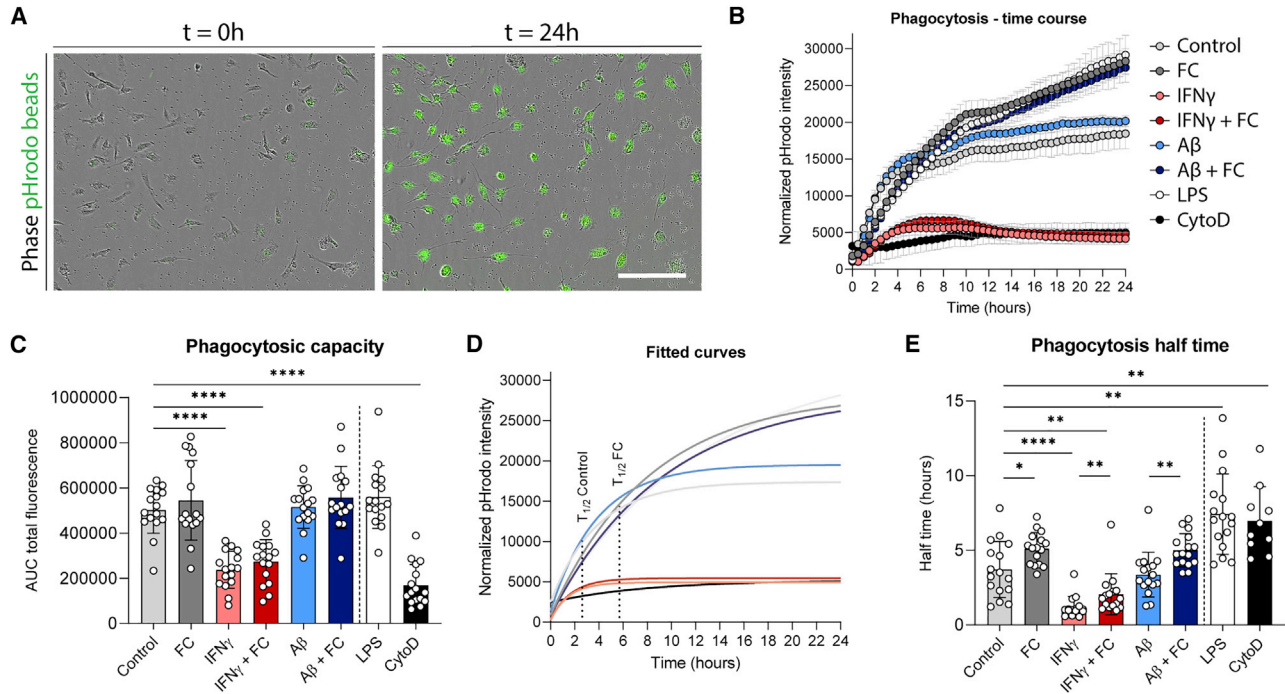 A
t = 0h
t = 24h
Phase pHrodo beads
B
Phagocytosis - time course
Normalized pHrodo intensity
30000
25000
20000
15000
10000
5000
0
0 2 4 6 8 10 12 14 16 18 20 22 24
Time (hours)
Control
FC
IFNγ
IFNγ + FC
Aβ
Aβ + FC
LPS
CytoD
C
Phagocytosic capacity
AUC total fluorescence
1000000
800000
600000
400000
200000
0
****
****
****
Control
FC
IFNγ
IFNγ + FC
Aβ
Aβ + FC
LPS
CytoD
D
Fitted curves
Normalized pHrodo intensity
30000
25000
20000
15000
10000
5000
0
T1/2 Control
T1/2 FC
0 2 4 6 8 10 12 14 16 18 20 22 24
Time (hours)
E
Phagocytosis half time
Half time (hours)
15
10
5
0
**
**
**
****
*
**
**
Control
FC
IFNγ
IFNγ + FC
Aβ
Aβ + FC
LPS
CytoD